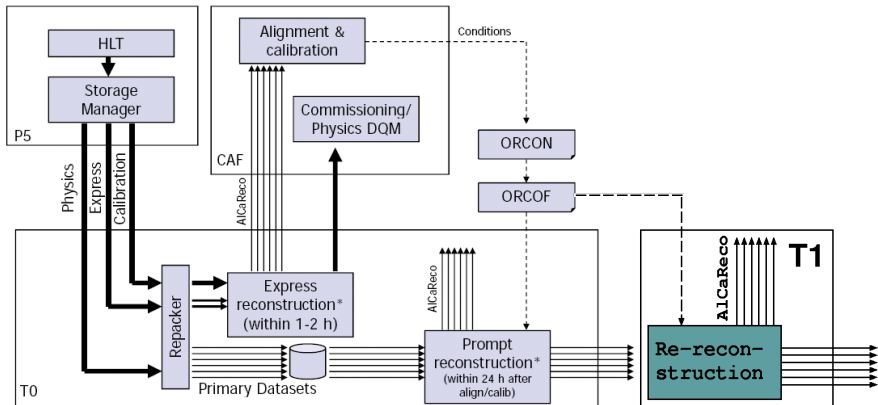 HLT
Storage
Manager
P5
Physics
Express
Calibration
Alignment &
calibration
Conditions
Commissioning/
Physics DQM
CAF
AlCaReco
ORCON
ORCOF
T0
Repacker
Express
reconstruction*
(within 1-2 h)
Primary Datasets
AlCaReco
Prompt
reconstruction*
(within 24 h after
align/calib)
T1
AlCaReco
Re-recon-
struction